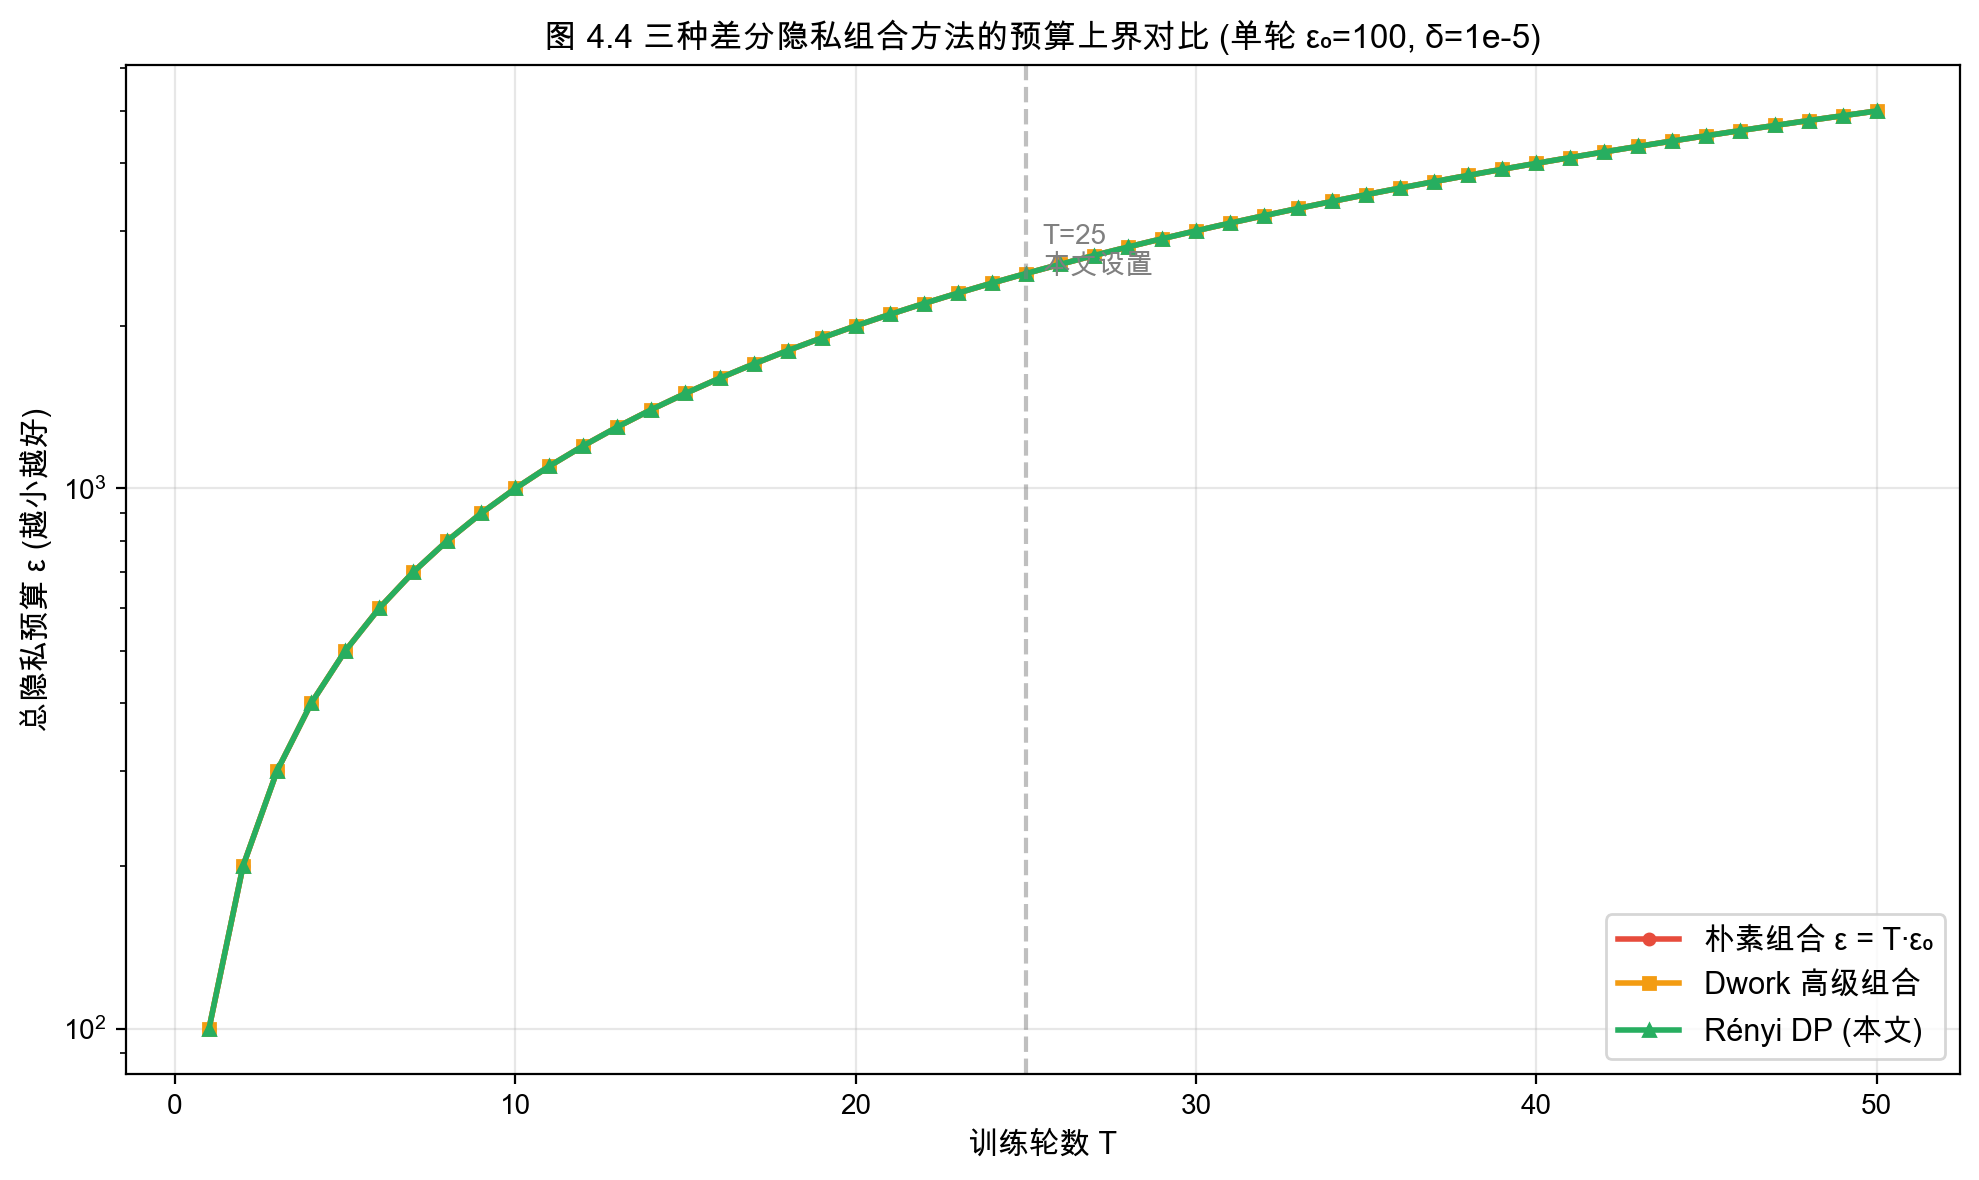 图 4.4 三种差分隐私组合方法的预算上界对比 (单轮 ε₀=100, δ=1e-5)
总隐私预算 ε (越小越好)
10³
10²
T=25
本文设置
朴素组合 ε = T·ε₀
Dwork 高级组合
Rényi DP (本文)
0 10 20 30 40 50
训练轮数 T